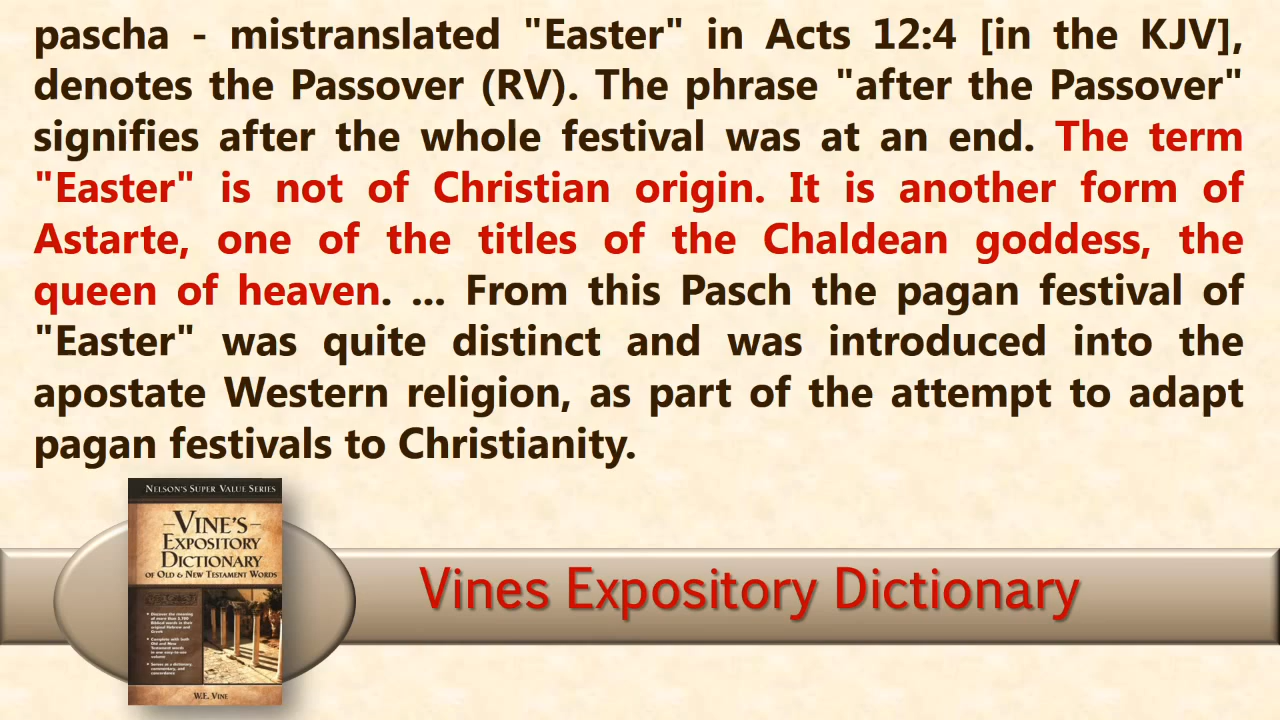 pascha - mistranslated "Easter" in Acts 12:4 [in the KJV],
denotes the Passover (RV). The phrase "after the Passover"
signifies after the whole festival was at an end. The term
"Easter" is not of Christian origin. It is another form of
Astarte, one of the titles of the Chaldean goddess, the
queen of heaven. ... From this Pasch the pagan festival of
"Easter" was quite distinct and was introduced into the
apostate Western religion, as part of the attempt to adapt
pagan festivals to Christianity.
NELSON'S SUPER VALUE SERIES
VINE'S
EXPOSITORY
DICTIONARY
OF OLD & NEW TESTAMENT WORDS
W.E. VINE
Vines Expository Dictionary